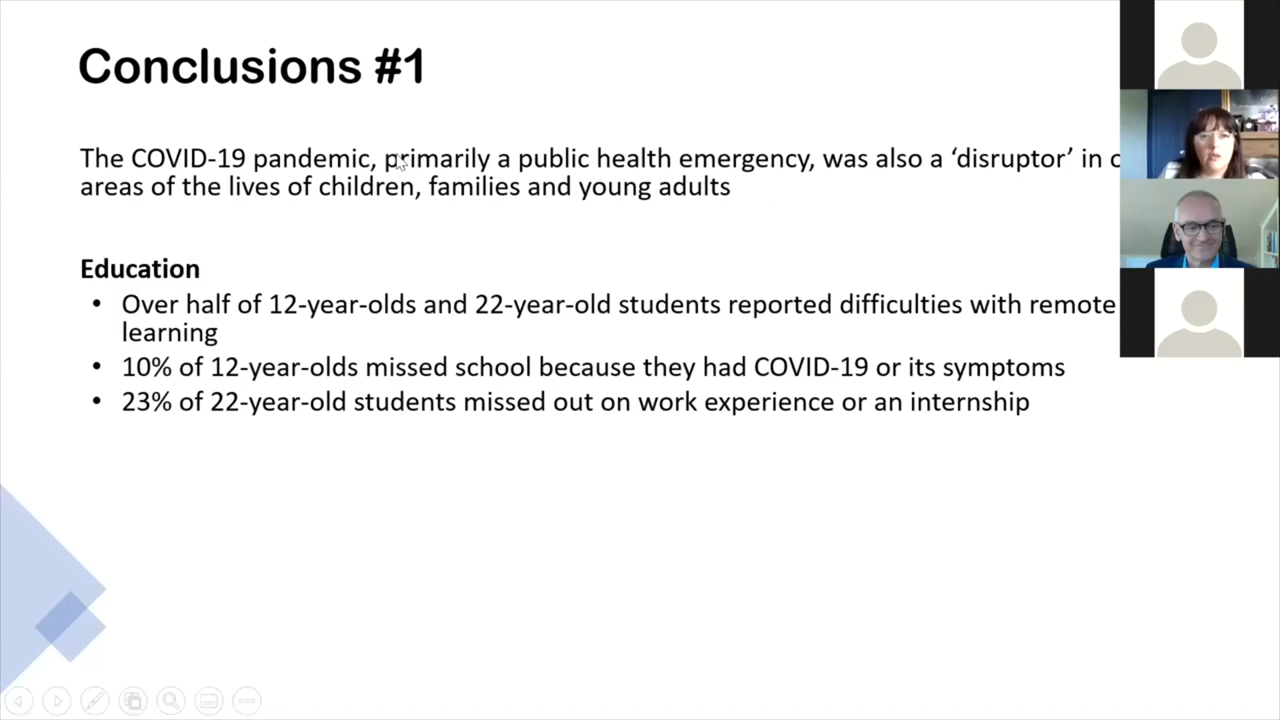 Conclusions #1
The COVID-19 pandemic, primarily a public health emergency, was also a ‘disruptor’ in
areas of the lives of children, families and young adults
Education
• Over half of 12-year-olds and 22-year-old students reported difficulties with remote
learning
• 10% of 12-year-olds missed school because they had COVID-19 or its symptoms
• 23% of 22-year-old students missed out on work experience or an internship